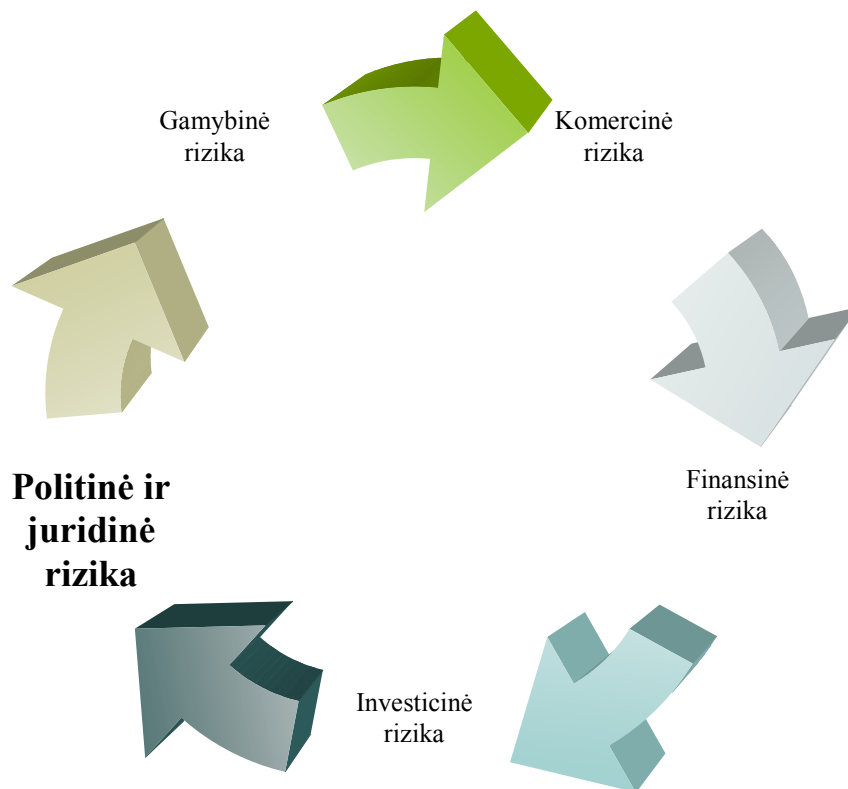 Gamybinė
rizika
Komercinė
rizika
Finansinė
rizika
Politinė ir
juridinė
rizika
Investicinė
rizika